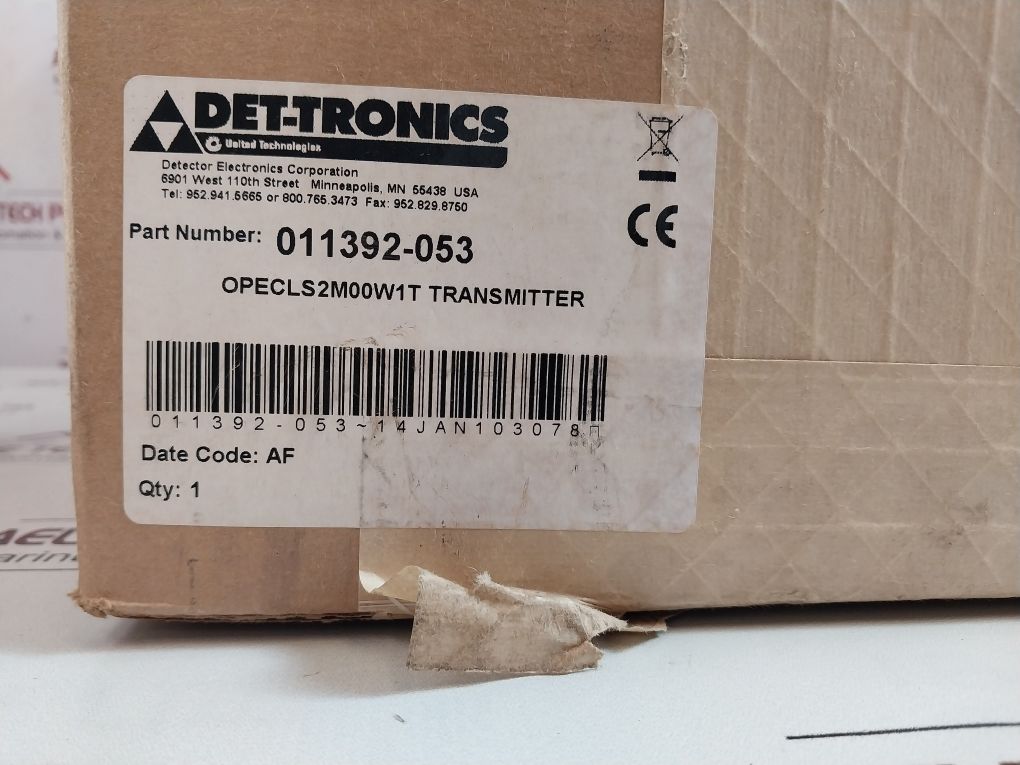 DET-TRONICS
United Technologies
Detector Electronics Corporation
6901 West 110th Street Minneapolis, MN 55438 USA
Tel: 952.941.5665 or 800.765.3473 Fax: 952.829.8750
Part Number: 011392-053
OPECLS2M00W1T TRANSMITTER
CE
011392-053~14JAN103078
Date Code: AF
Qty: 1